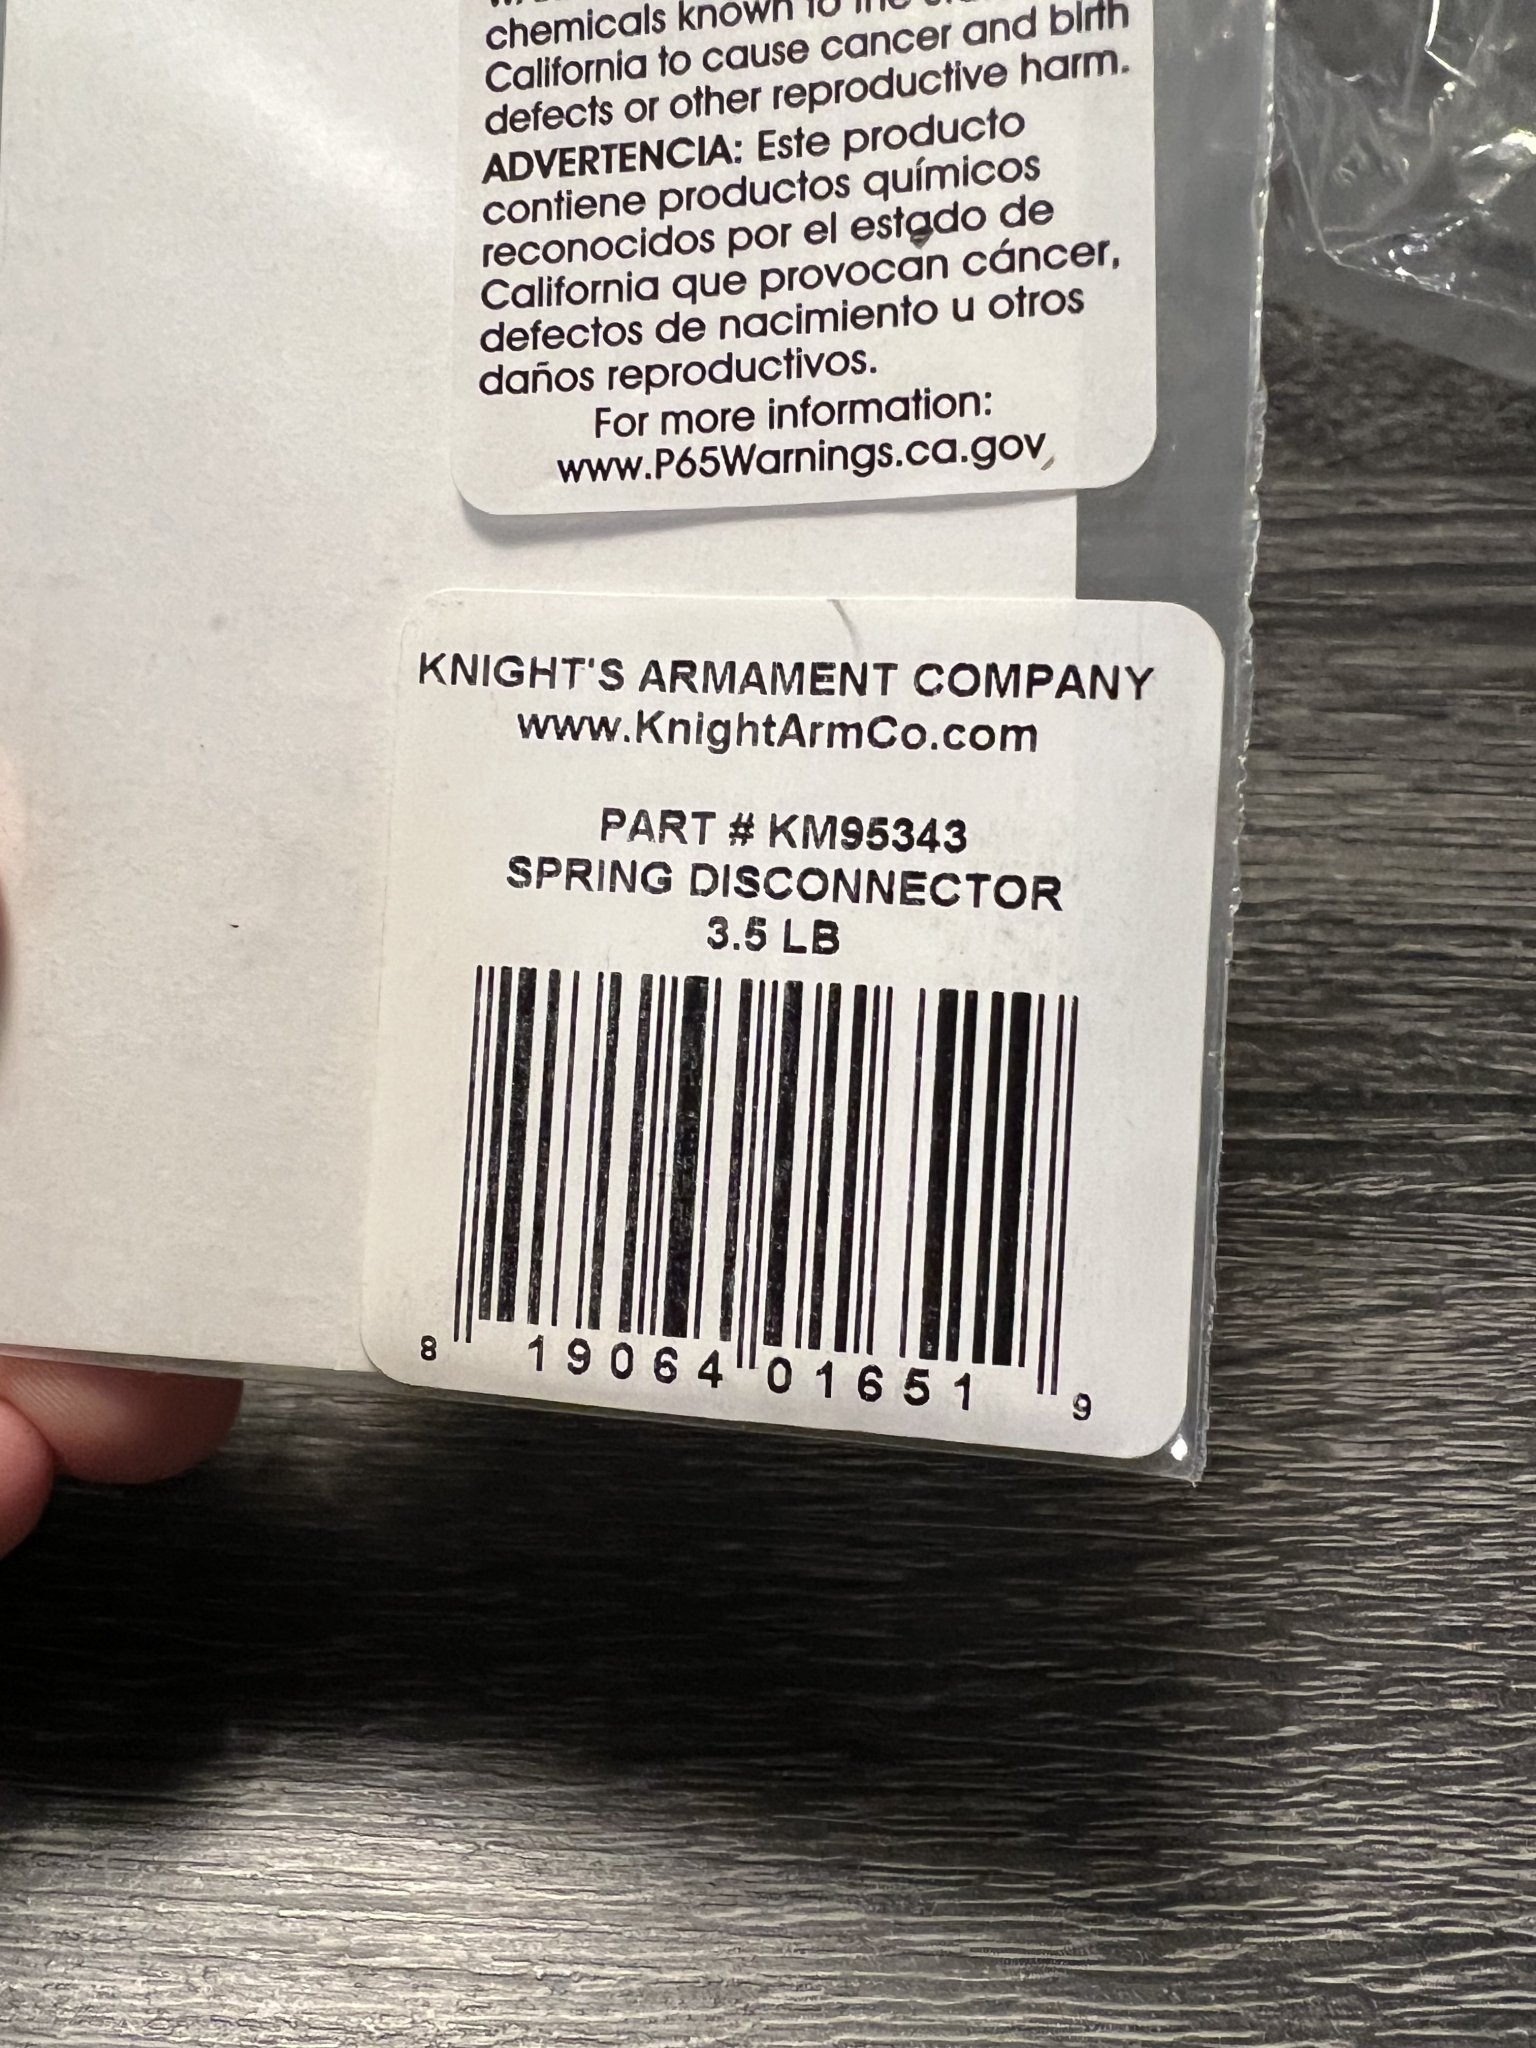 chemicals known to the
California to cause cancer and birth
defects or other reproductive harm.
ADVERTENCIA: Este producto
contiene productos químicos
reconocidos por el estado de
California que provocan cáncer,
defectos de nacimiento u otros
daños reproductivos.
For more information:
www.P65Warnings.ca.gov
KNIGHT'S ARMAMENT COMPANY
www.KnightArmCo.com
PART # KM95343
SPRING DISCONNECTOR
3.5 LB
8 19064 01651 9